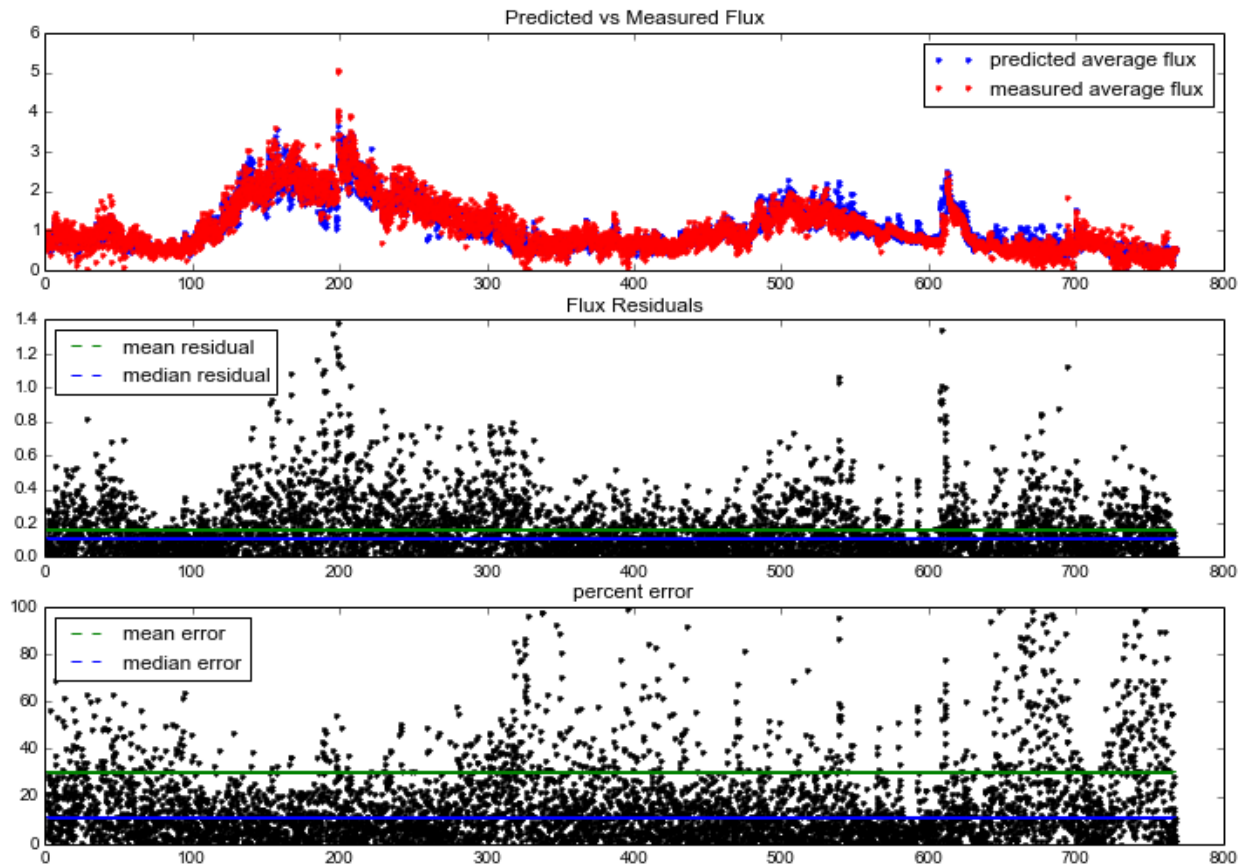 Predicted vs Measured Flux
6
5
4
3
2
1
0
predicted average flux
measured average flux
0 100 200 300 400 500 600 700 800
Flux Residuals
1.4
1.2
1.0
0.8
0.6
0.4
0.2
0.0
mean residual
median residual
0 100 200 300 400 500 600 700 800
percent error
100
80
60
40
20
0
mean error
median error
0 100 200 300 400 500 600 700 800